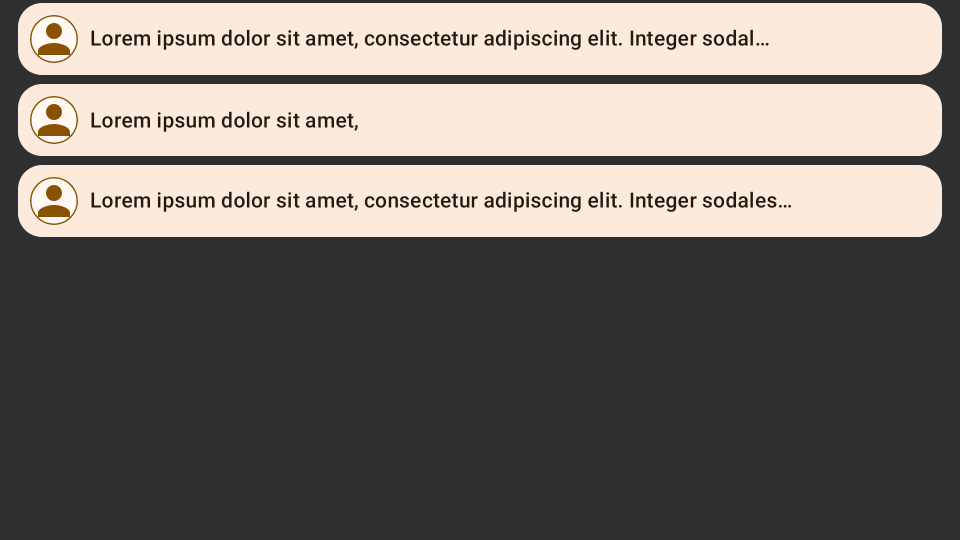 Lorem ipsum dolor sit amet, consectetur adipiscing elit. Integer sodal…
Lorem ipsum dolor sit amet,
Lorem ipsum dolor sit amet, consectetur adipiscing elit. Integer sodales…